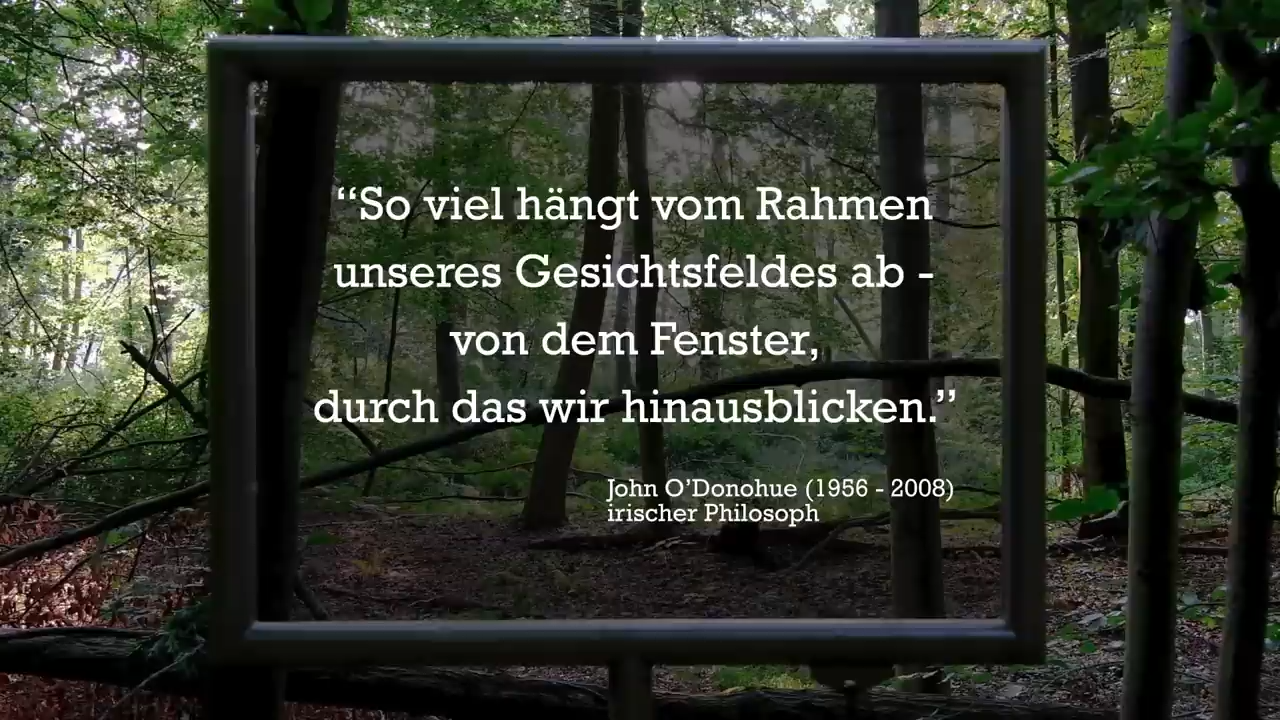 “So viel hängt vom Rahmen
unseres Gesichtsfeldes ab -
von dem Fenster,
durch das wir hinausblicken.”
John O’Donohue (1956 - 2008)
irischer Philosoph